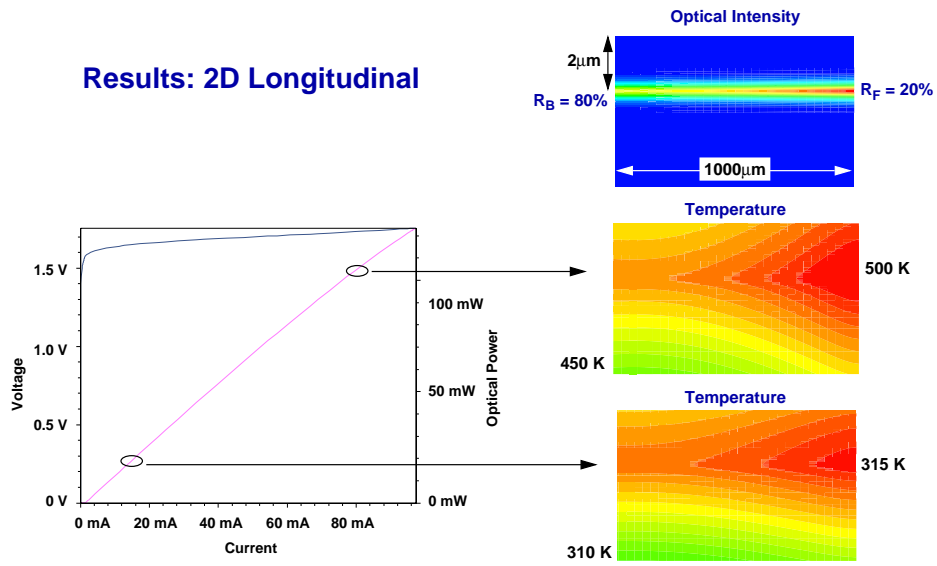 Results: 2D Longitudinal
Optical Intensity
2μm
R_B = 80%
R_F = 20%
1000μm
Temperature
500 K
450 K
Temperature
315 K
310 K
1.5 V
1.0 V
0.5 V
0 V
Voltage
100 mW
50 mW
0 mW
Optical Power
0 mA 20 mA 40 mA 60 mA 80 mA
Current